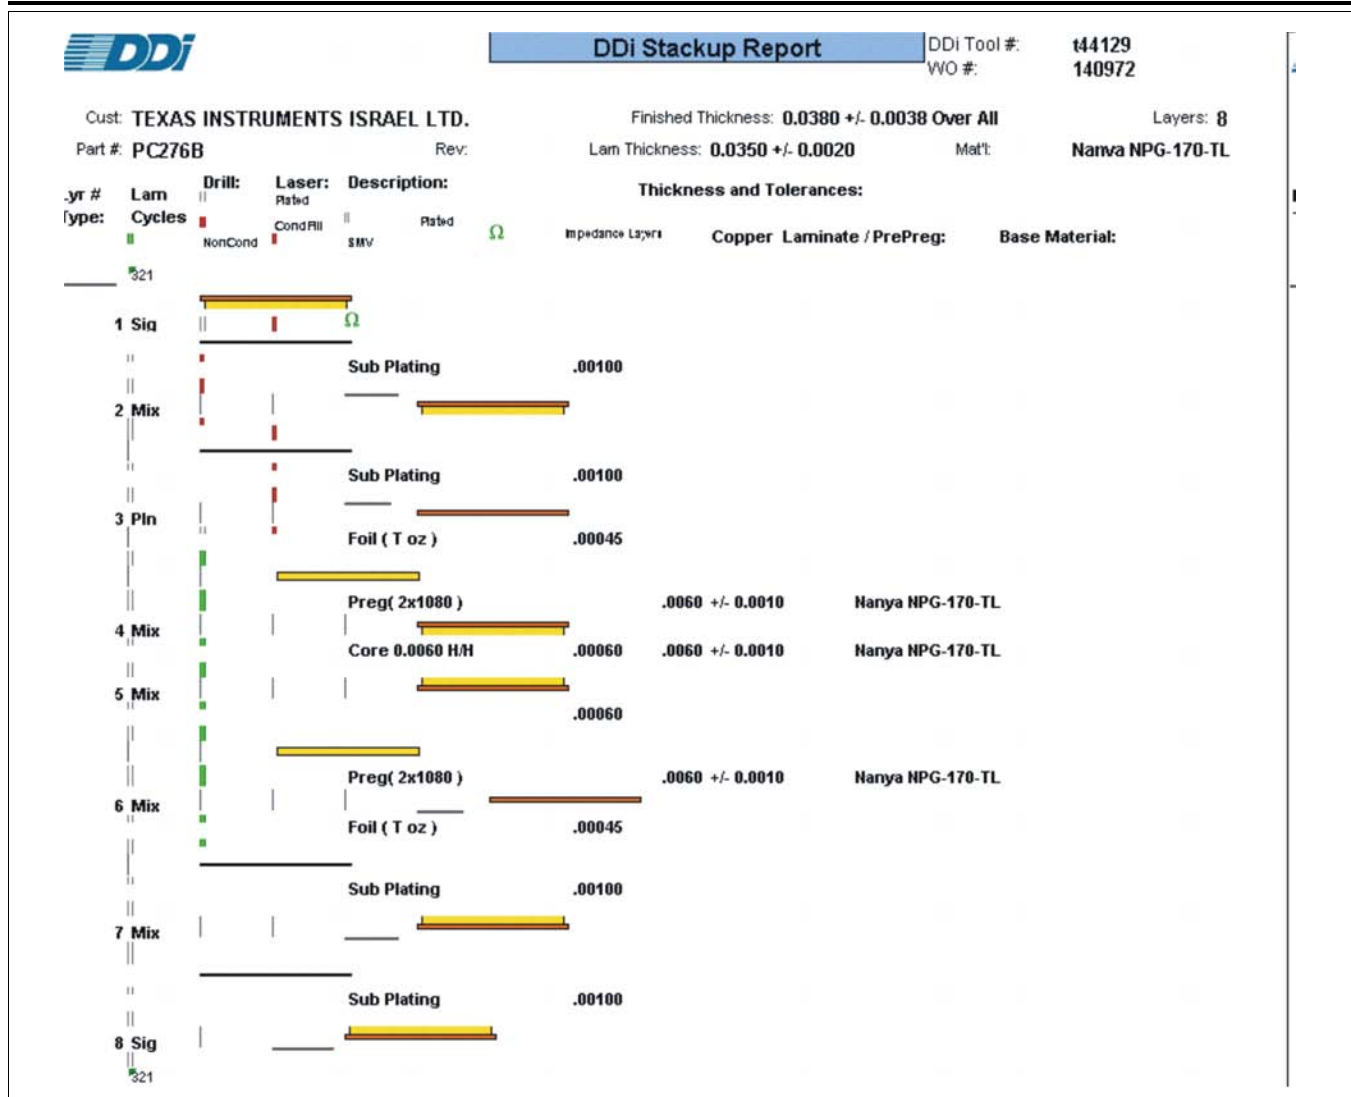 DDi
DDi Stackup Report
DDi Tool #: t44129
WO #: 140972
Cust: TEXAS INSTRUMENTS ISRAEL LTD. Finished Thickness: 0.0380 +/- 0.0038 Over All Layers: 8
Part #: PC276B Rev: Lam Thickness: 0.0350 +/- 0.0020 Mat'l: Nanya NPG-170-TL
yr # Lam Drill: Laser: Description: Thickness and Tolerances:
Plated
ype: Cycles CondFill Plated Ω Impedance Layers Copper Laminate / PrePreg: Base Material:
NonCond SMV
321
1 Sig Ω
Sub Plating .00100
2 Mix
Sub Plating .00100
3 Pln
Foil ( T oz ) .00045
Preg( 2x1080 ) .0060 +/- 0.0010 Nanya NPG-170-TL
4 Mix
Core 0.0060 H/H .00060 .0060 +/- 0.0010 Nanya NPG-170-TL
5 Mix
.00060
Preg( 2x1080 ) .0060 +/- 0.0010 Nanya NPG-170-TL
6 Mix
Foil ( T oz ) .00045
Sub Plating .00100
7 Mix
Sub Plating .00100
8 Sig
321